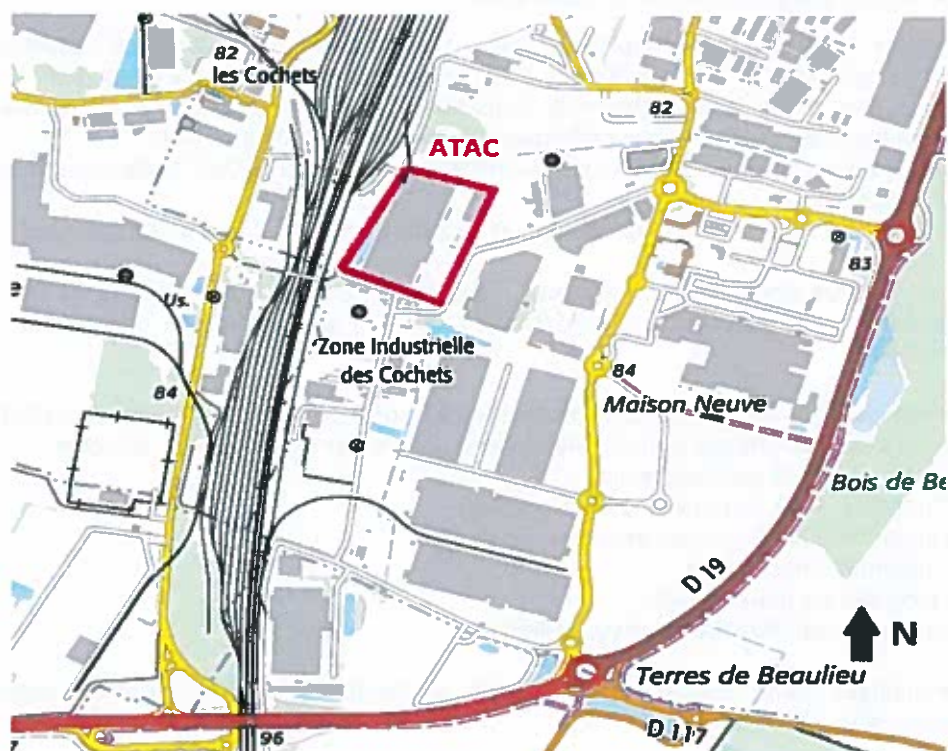 82
les Cochets
82
ATAC
83
Us.
Zone Industrielle
des Cochets
84
84
Maison Neuve
Bois de Be
D 19
N
Terres de Beaulieu
D 117
96